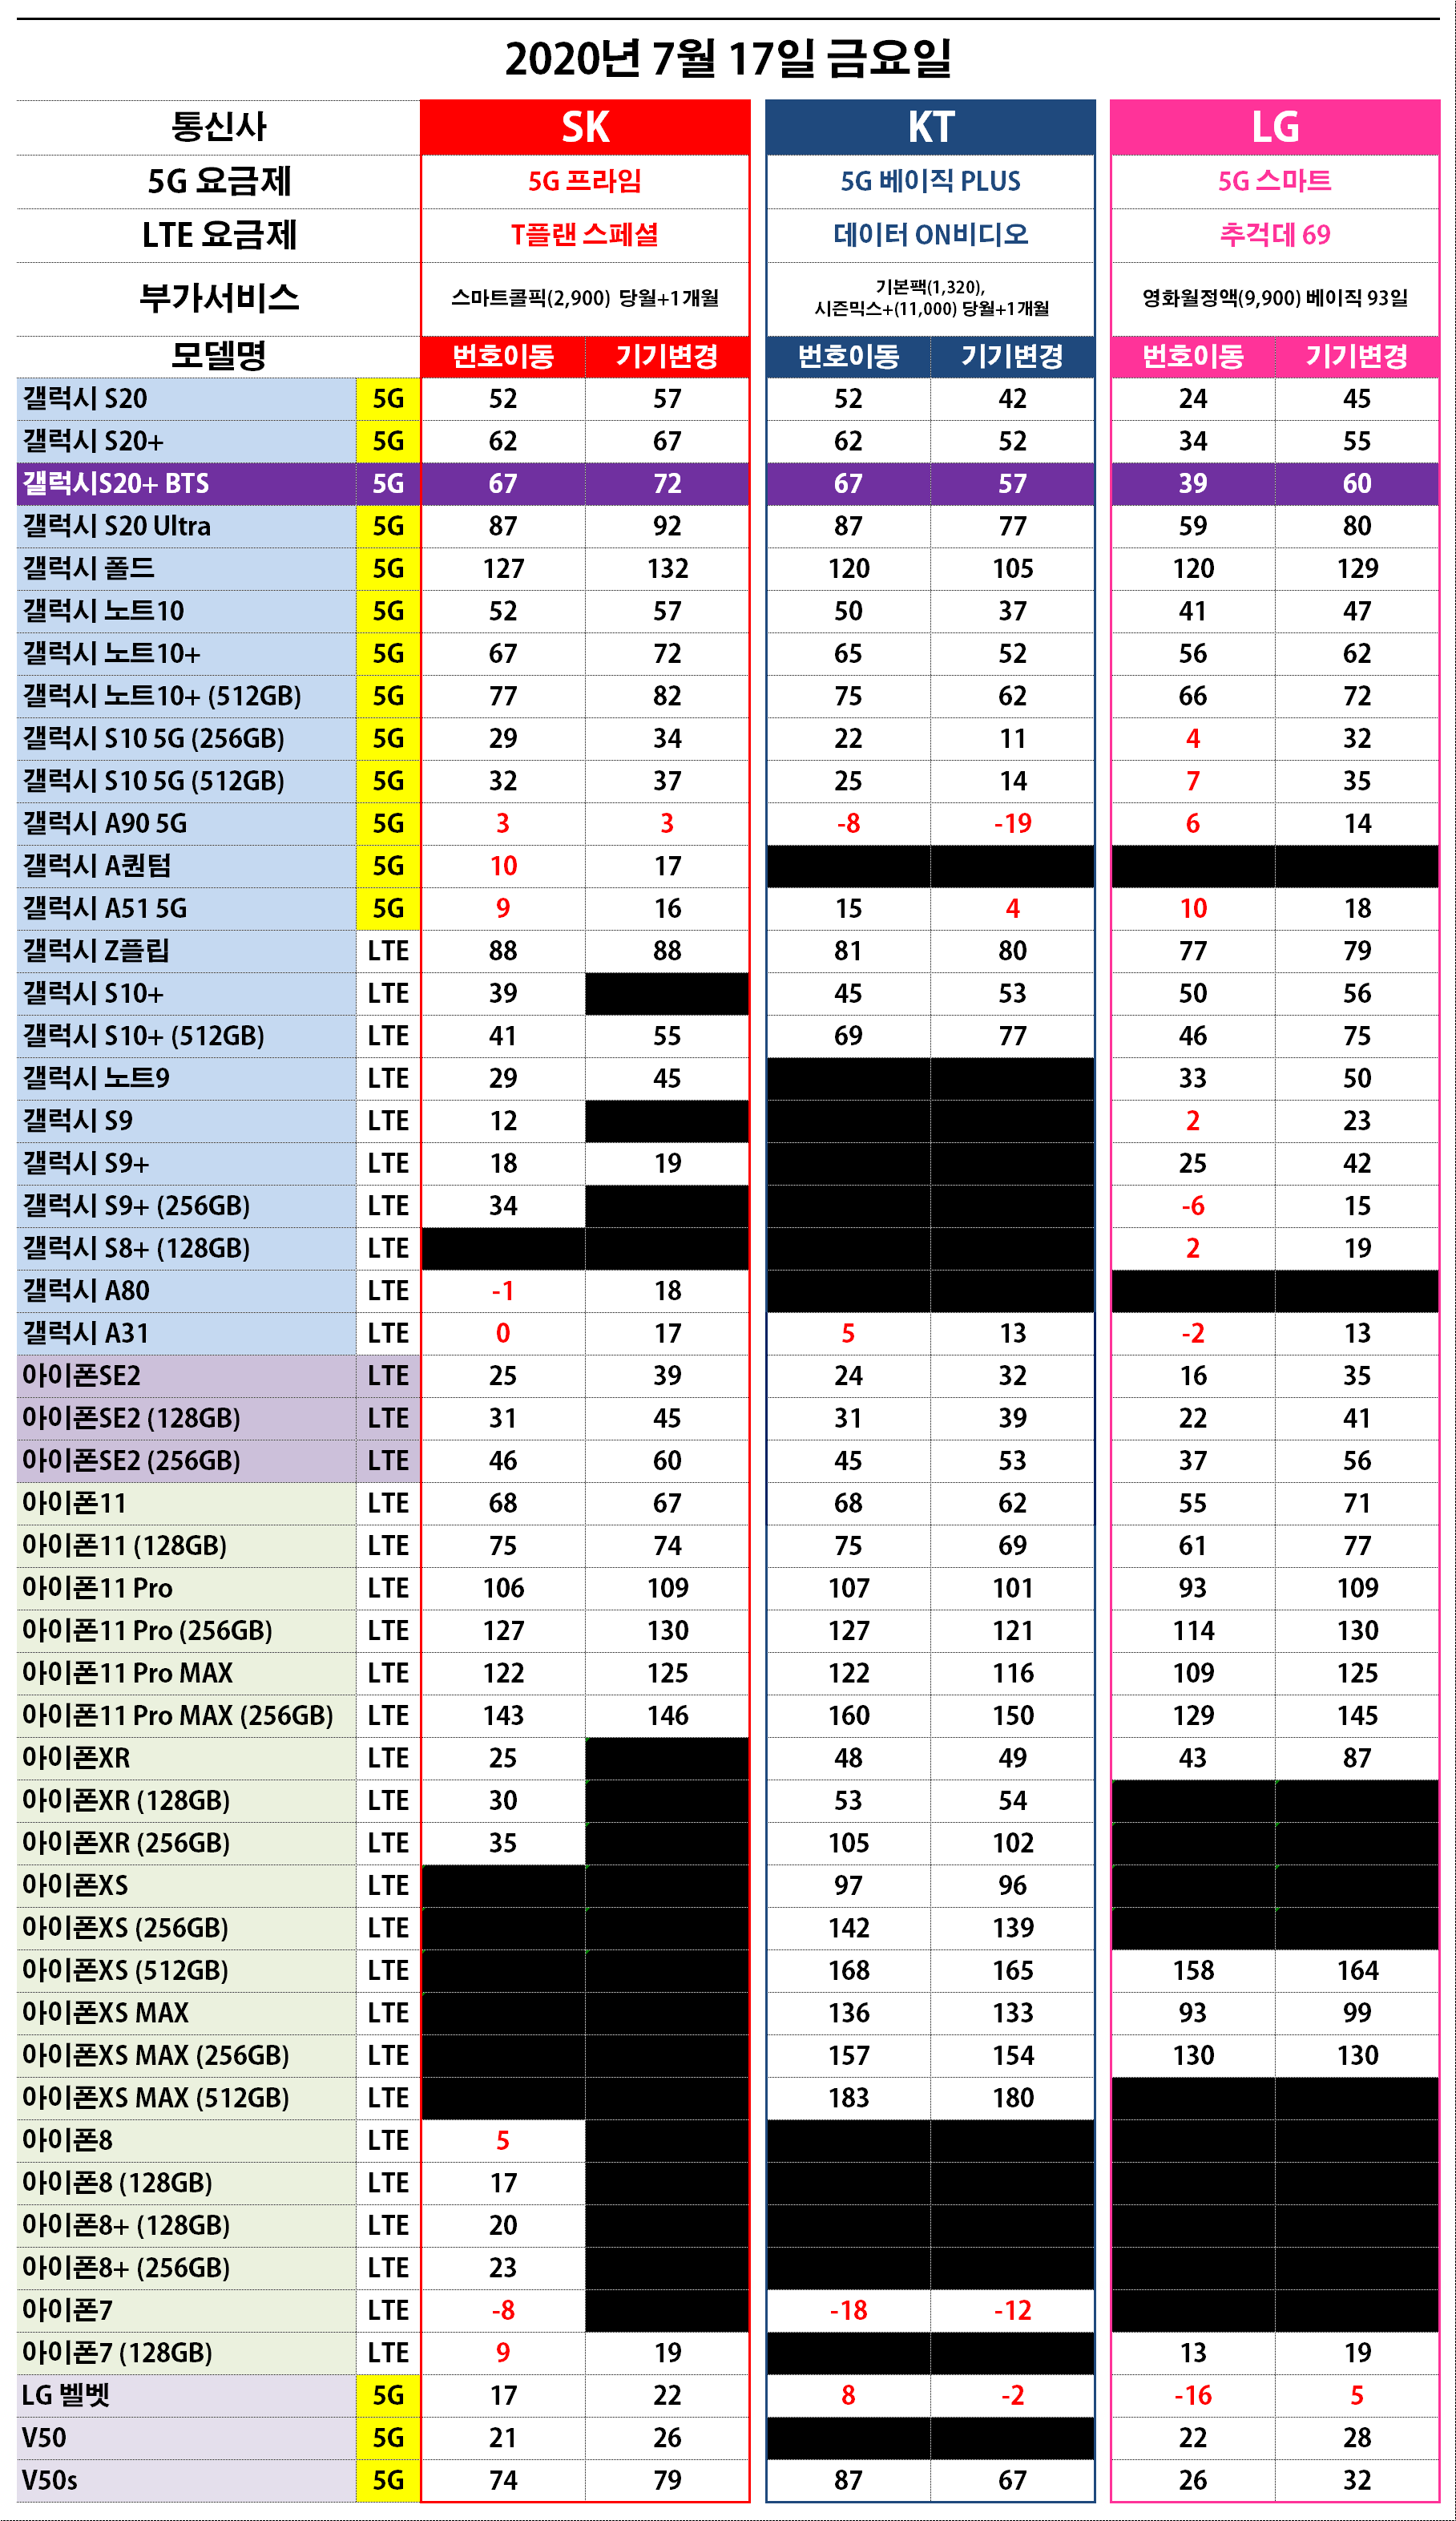 2020년 7월 17일 금요일
통신사 SK KT LG
5G 요금제 5G 프라임 5G 베이직 PLUS 5G 스마트
LTE 요금제 T플랜 스페셜 데이터 ON비디오 추걱데 69
부가서비스 스마트콜픽(2,900) 당월+1개월 기본팩(1,320), 영화월정액(9,900) 베이직 93일
시즌믹스+(11,000) 당월+1개월
모델명 번호이동 기기변경 번호이동 기기변경 번호이동 기기변경
갤럭시 S20 5G 52 57 52 42 24 45
갤럭시 S20+ 5G 62 67 62 52 34 55
갤럭시S20+ BTS 5G 67 72 67 57 39 60
갤럭시 S20 Ultra 5G 87 92 87 77 59 80
갤럭시 폴드 5G 127 132 120 105 120 129
갤럭시 노트10 5G 52 57 50 37 41 47
갤럭시 노트10+ 5G 67 72 65 52 56 62
갤럭시 노트10+ (512GB) 5G 77 82 75 62 66 72
갤럭시 S10 5G (256GB) 5G 29 34 22 11 4 32
갤럭시 S10 5G (512GB) 5G 32 37 25 14 7 35
갤럭시 A90 5G 5G 3 3 -8 -19 6 14
갤럭시 A퀀텀 5G 10 17
갤럭시 A51 5G 5G 9 16 15 4 10 18
갤럭시 Z플립 LTE 88 88 81 80 77 79
갤럭시 S10+ LTE 39 45 53 50 56
갤럭시 S10+ (512GB) LTE 41 55 69 77 46 75
갤럭시 노트9 LTE 29 45 33 50
갤럭시 S9 LTE 12 2 23
갤럭시 S9+ LTE 18 19 25 42
갤럭시 S9+ (256GB) LTE 34 -6 15
갤럭시 S8+ (128GB) LTE 2 19
갤럭시 A80 LTE -1 18
갤럭시 A31 LTE 0 17 5 13 -2 13
아이폰SE2 LTE 25 39 24 32 16 35
아이폰SE2 (128GB) LTE 31 45 31 39 22 41
아이폰SE2 (256GB) LTE 46 60 45 53 37 56
아이폰11 LTE 68 67 68 62 55 71
아이폰11 (128GB) LTE 75 74 75 69 61 77
아이폰11 Pro LTE 106 109 107 101 93 109
아이폰11 Pro (256GB) LTE 127 130 127 121 114 130
아이폰11 Pro MAX LTE 122 125 122 116 109 125
아이폰11 Pro MAX (256GB) LTE 143 146 160 150 129 145
아이폰XR LTE 25 48 49 43 87
아이폰XR (128GB) LTE 30 53 54
아이폰XR (256GB) LTE 35 105 102
아이폰XS LTE 97 96
아이폰XS (256GB) LTE 142 139
아이폰XS (512GB) LTE 168 165 158 164
아이폰XS MAX LTE 136 133 93 99
아이폰XS MAX (256GB) LTE 157 154 130 130
아이폰XS MAX (512GB) LTE 183 180
아이폰8 LTE 5
아이폰8 (128GB) LTE 17
아이폰8+ (128GB) LTE 20
아이폰8+ (256GB) LTE 23
아이폰7 LTE -8 -18 -12
아이폰7 (128GB) LTE 9 19 13 19
LG 벨벳 5G 17 22 8 -2 -16 5
V50 5G 21 26 22 28
V50s 5G 74 79 87 67 26 32